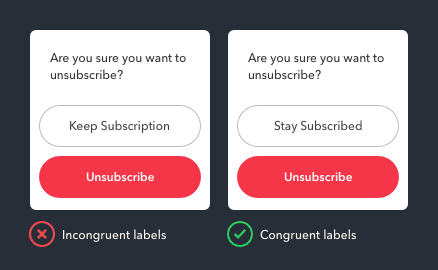 Are you sure you want to
unsubscribe?
Keep Subscription
Unsubscribe
Incongruent labels
Are you sure you want to
unsubscribe?
Stay Subscribed
Unsubscribe
Congruent labels